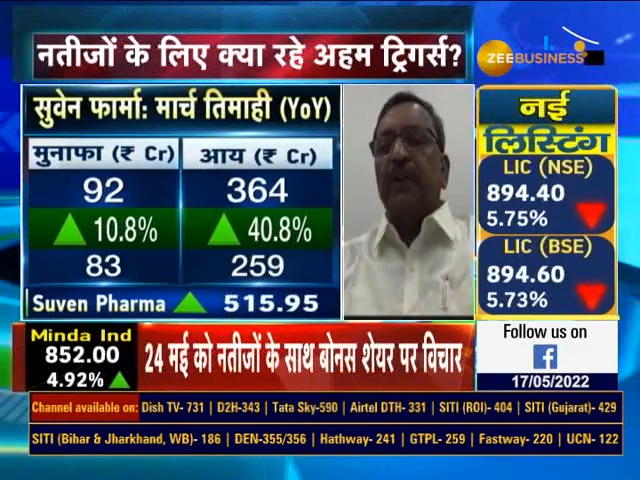 नतीजों के लिए क्या रहे अहम ट्रिगर्स?
ZEEBUSINESS
सुवेन फार्मा: मार्च तिमाही (YoY)
मुनाफा (₹ Cr) आय (₹ Cr)
92 364
10.8% 40.8%
83 259
Suven Pharma 515.95
नई
लिस्टिंग
LIC (NSE)
894.40
5.75%
LIC (BSE)
894.60
5.73%
Minda Ind
852.00
4.92%
24 मई को नतीजों के साथ बोनस शेयर पर विचार
Follow us on
17/05/2022
Channel available on: Dish TV- 731 | D2H-343 | Tata Sky-590 | Airtel DTH- 331 | SITI (ROI)- 404 | SITI (Gujarat)- 429
SITI (Bihar & Jharkhand, WB)- 186 | DEN-355/356 | Hathway- 241 | GTPL- 259 | Fastway- 220 | UCN- 122